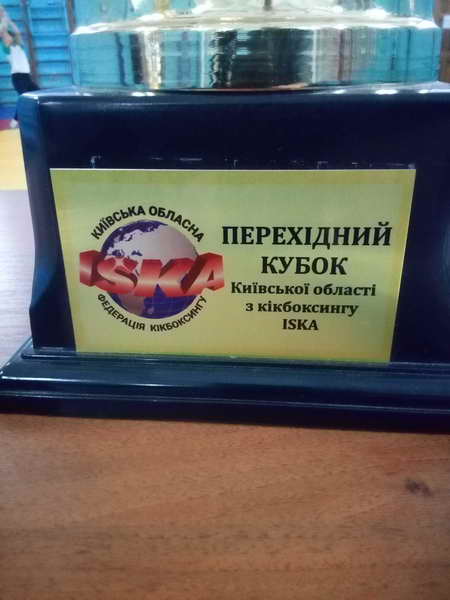 КИЇВСЬКА ОБЛАСНА
ISKA
ФЕДЕРАЦІЯ КІКБОКСИНГУ
ПЕРЕХІДНИЙ
КУБОК
Київської області
з кікбоксингу
ISKA